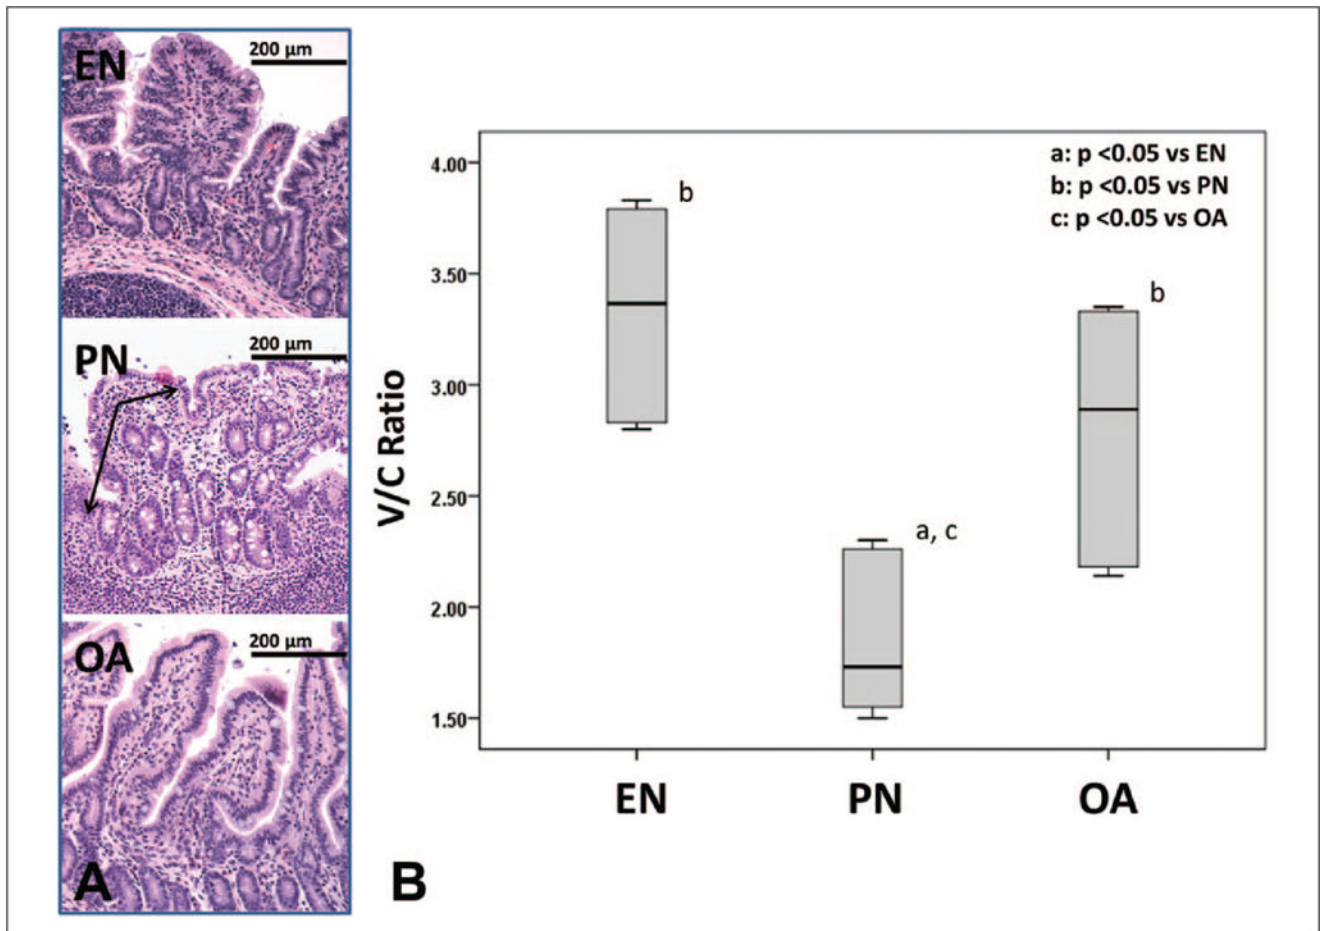 EN
200 µm
PN
200 µm
OA
200 µm
A
V/C Ratio
4.00
3.50
3.00
2.50
2.00
1.50
b
a, c
b
a: p <0.05 vs EN
b: p <0.05 vs PN
c: p <0.05 vs OA
EN PN OA
B